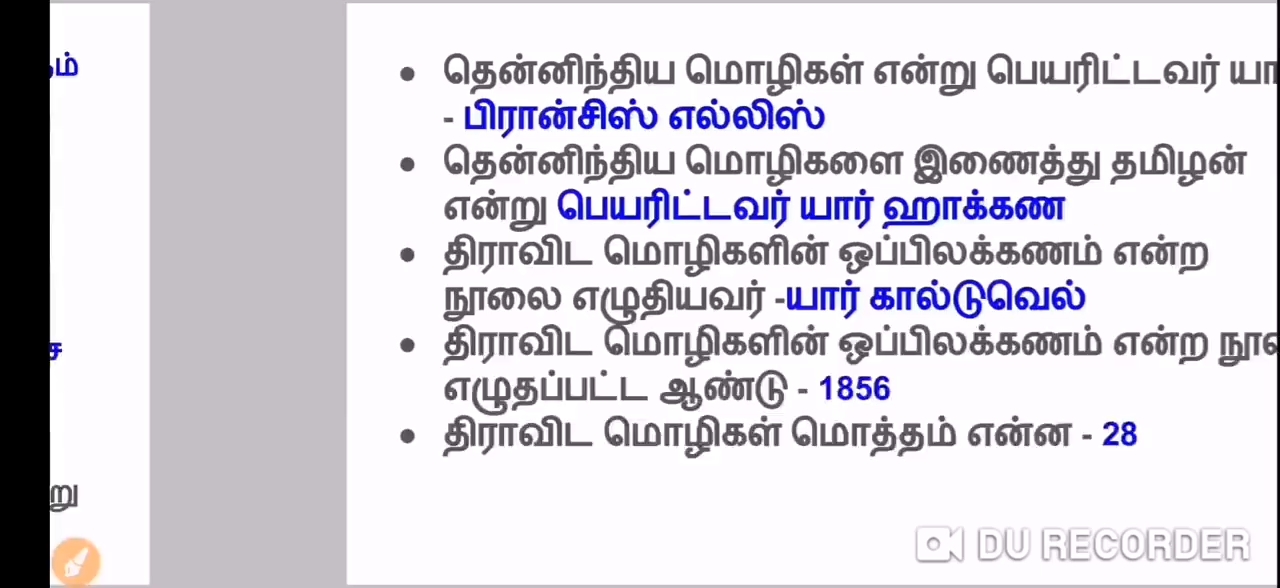 தென்னிந்திய மொழிகள் என்று பெயரிட்டவர்
- பிரான்சிஸ் எல்லிஸ்
தென்னிந்திய மொழிகளை இணைத்து தமிழன்
என்று பெயரிட்டவர் யார் ஹாக்கண
திராவிட மொழிகளின் ஒப்பிலக்கணம் என்ற
நூலை எழுதியவர் -யார் கால்டுவெல்
திராவிட மொழிகளின் ஒப்பிலக்கணம் என்ற
எழுதப்பட்ட ஆண்டு - 1856
திராவிட மொழிகள் மொத்தம் என்ன - 28
DU RECORDER